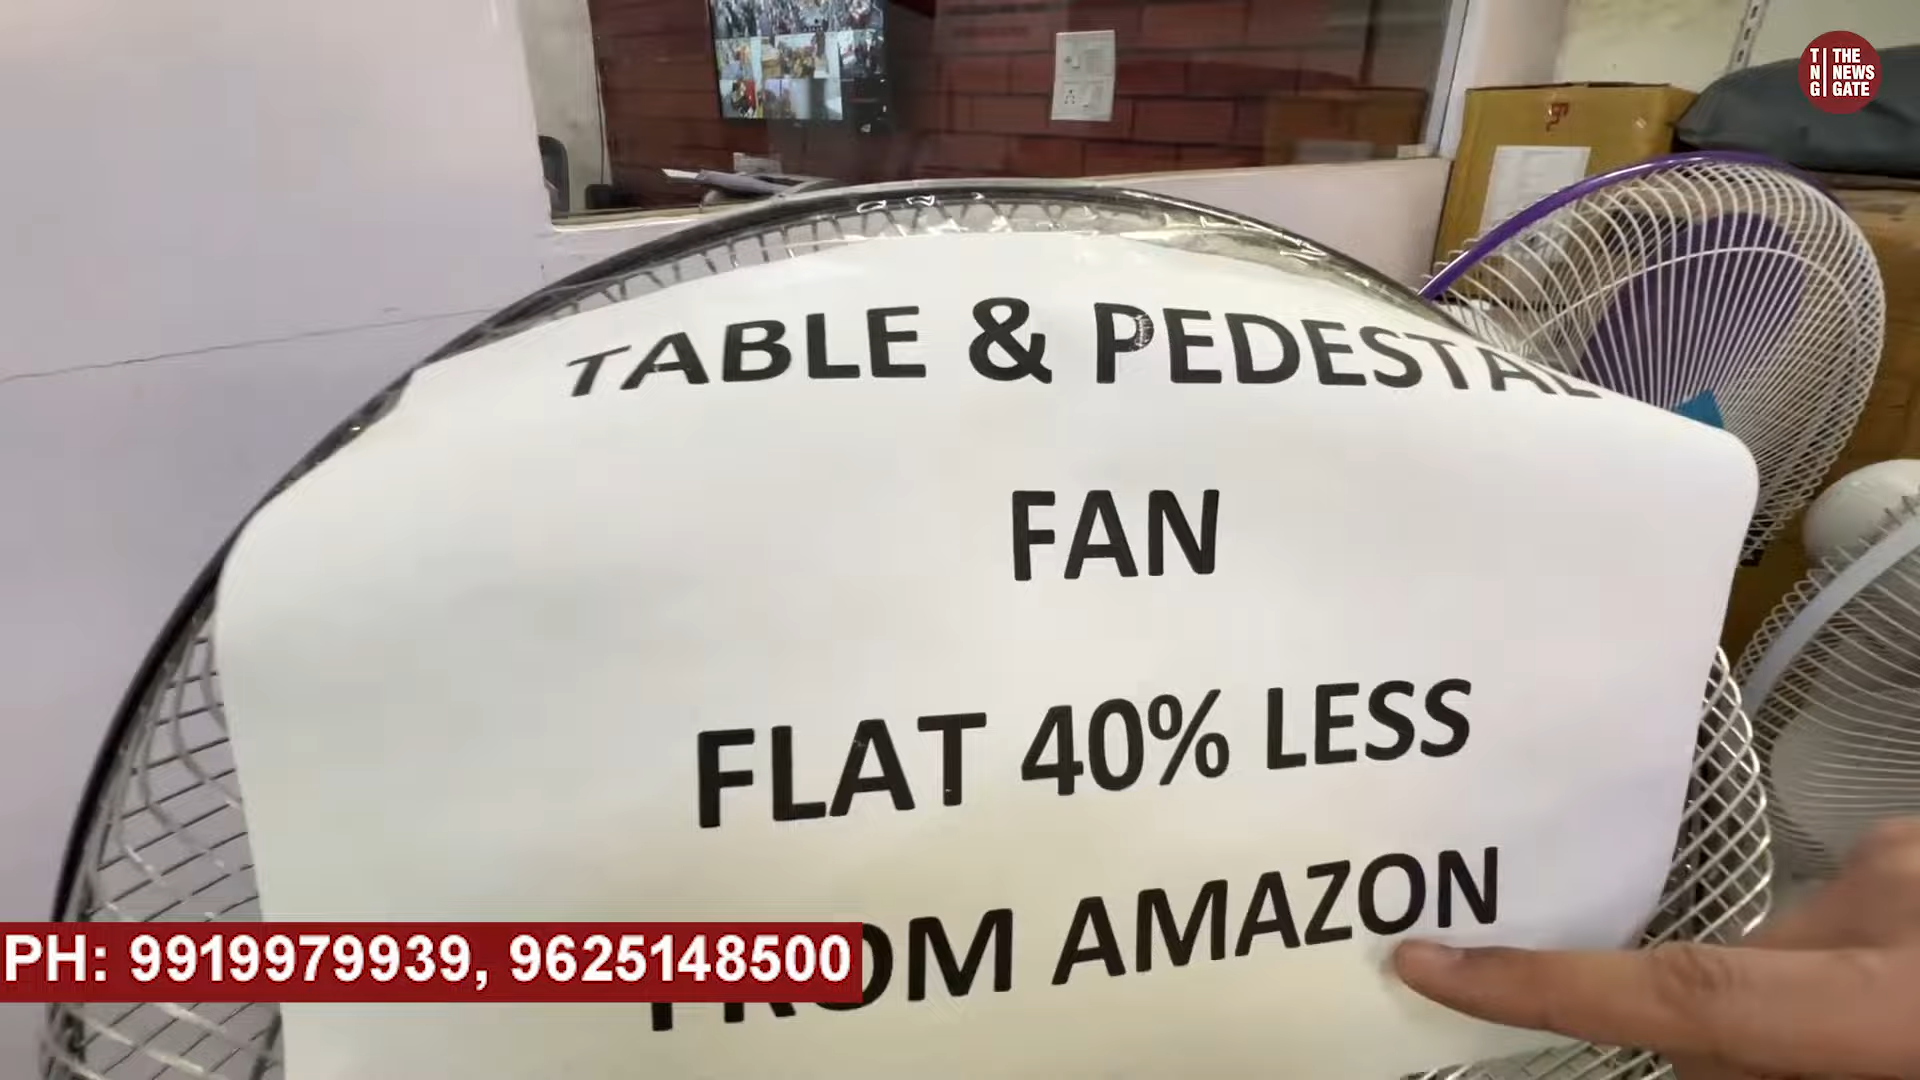 T THE
N NEWS
G GATE
TABLE & PEDESTAL
FAN
FLAT 40% LESS
FROM AMAZON
PH: 9919979939, 9625148500